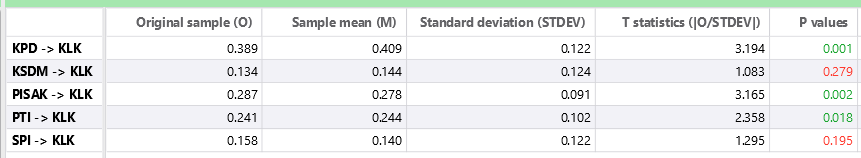 Original sample (O) Sample mean (M) Standard deviation (STDEV) T statistics (|O/STDEV|) P values
KPD -> KLK 0.389 0.409 0.122 3.194 0.001
KSDM -> KLK 0.134 0.144 0.124 1.083 0.279
PISAK -> KLK 0.287 0.278 0.091 3.165 0.002
PTI -> KLK 0.241 0.244 0.102 2.358 0.018
SPI -> KLK 0.158 0.140 0.122 1.295 0.195